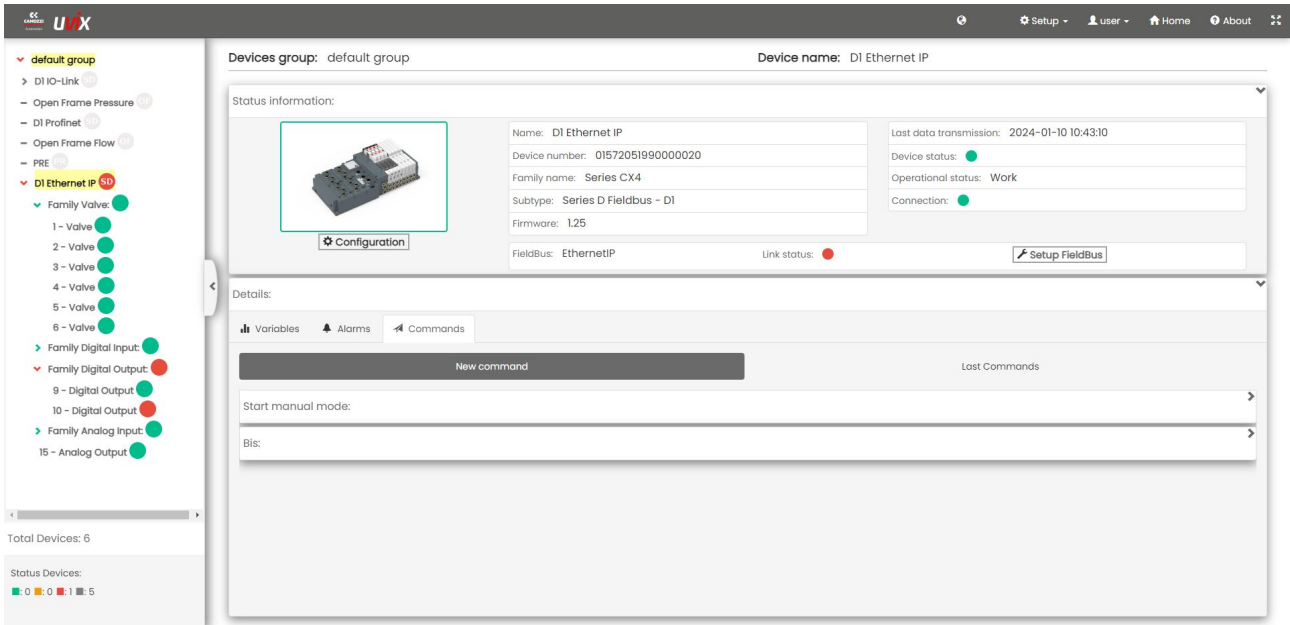 CAMOZZI UVIX
Setup user Home About
default group
D1 IO-Link SD
Open Frame Pressure OF
D1 Profinet SD
Open Frame Flow OF
PRE PR
D1 Ethernet IP SD
Family Valve:
1 - Valve
2 - Valve
3 - Valve
4 - Valve
5 - Valve
6 - Valve
Family Digital Input:
Family Digital Output:
9 - Digital Output
10 - Digital Output
Family Analog Input:
15 - Analog Output
Total Devices: 6
Status Devices:
: 0 : 0 : 1 : 5
Devices group: default group Device name: D1 Ethernet IP
Status information:
Configuration
Name: D1 Ethernet IP
Device number: 01572051990000020
Family name: Series CX4
Subtype: Series D Fieldbus - D1
Firmware: 1.25
Last data transmission: 2024-01-10 10:43:10
Device status:
Operational status: Work
Connection:
FieldBus: EthernetIP Link status: Setup FieldBus
Details:
Variables Alarms Commands
New command Last Commands
Start manual mode:
Bis: